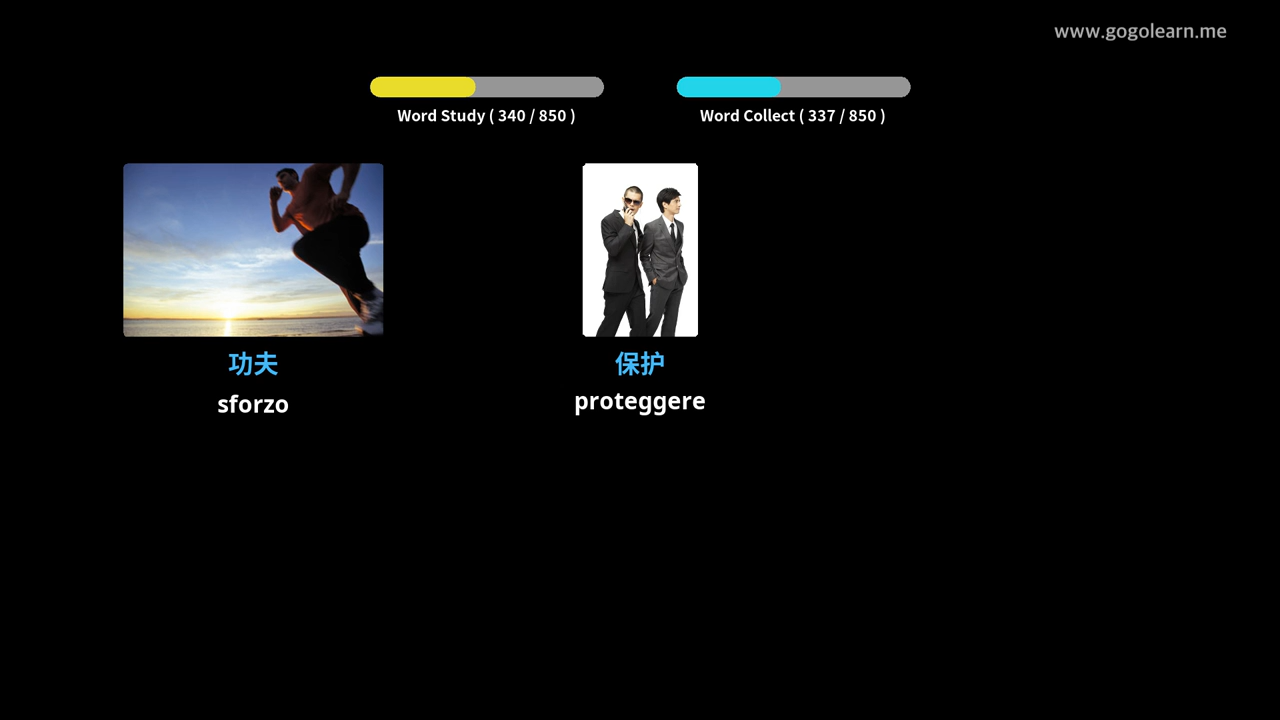 www.gogolearn.me
Word Study ( 340 / 850 )
Word Collect ( 337 / 850 )
功夫
保护
sforzo
proteggere